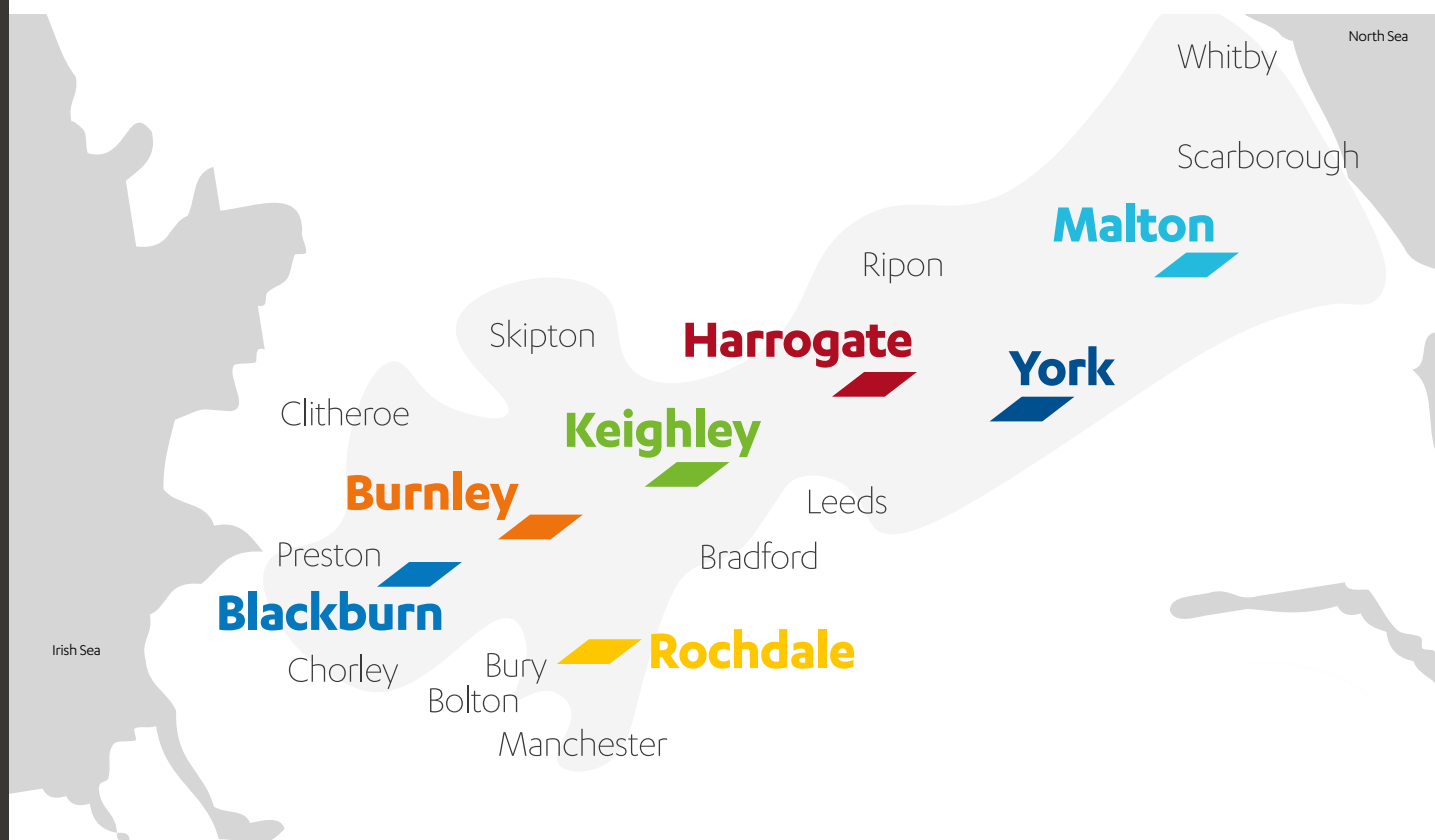 North Sea
Whitby
Scarborough
Malton
Ripon
Skipton
Harrogate
York
Clitheroe
Keighley
Burnley
Leeds
Preston
Bradford
Blackburn
Irish Sea
Rochdale
Chorley
Bury
Bolton
Manchester